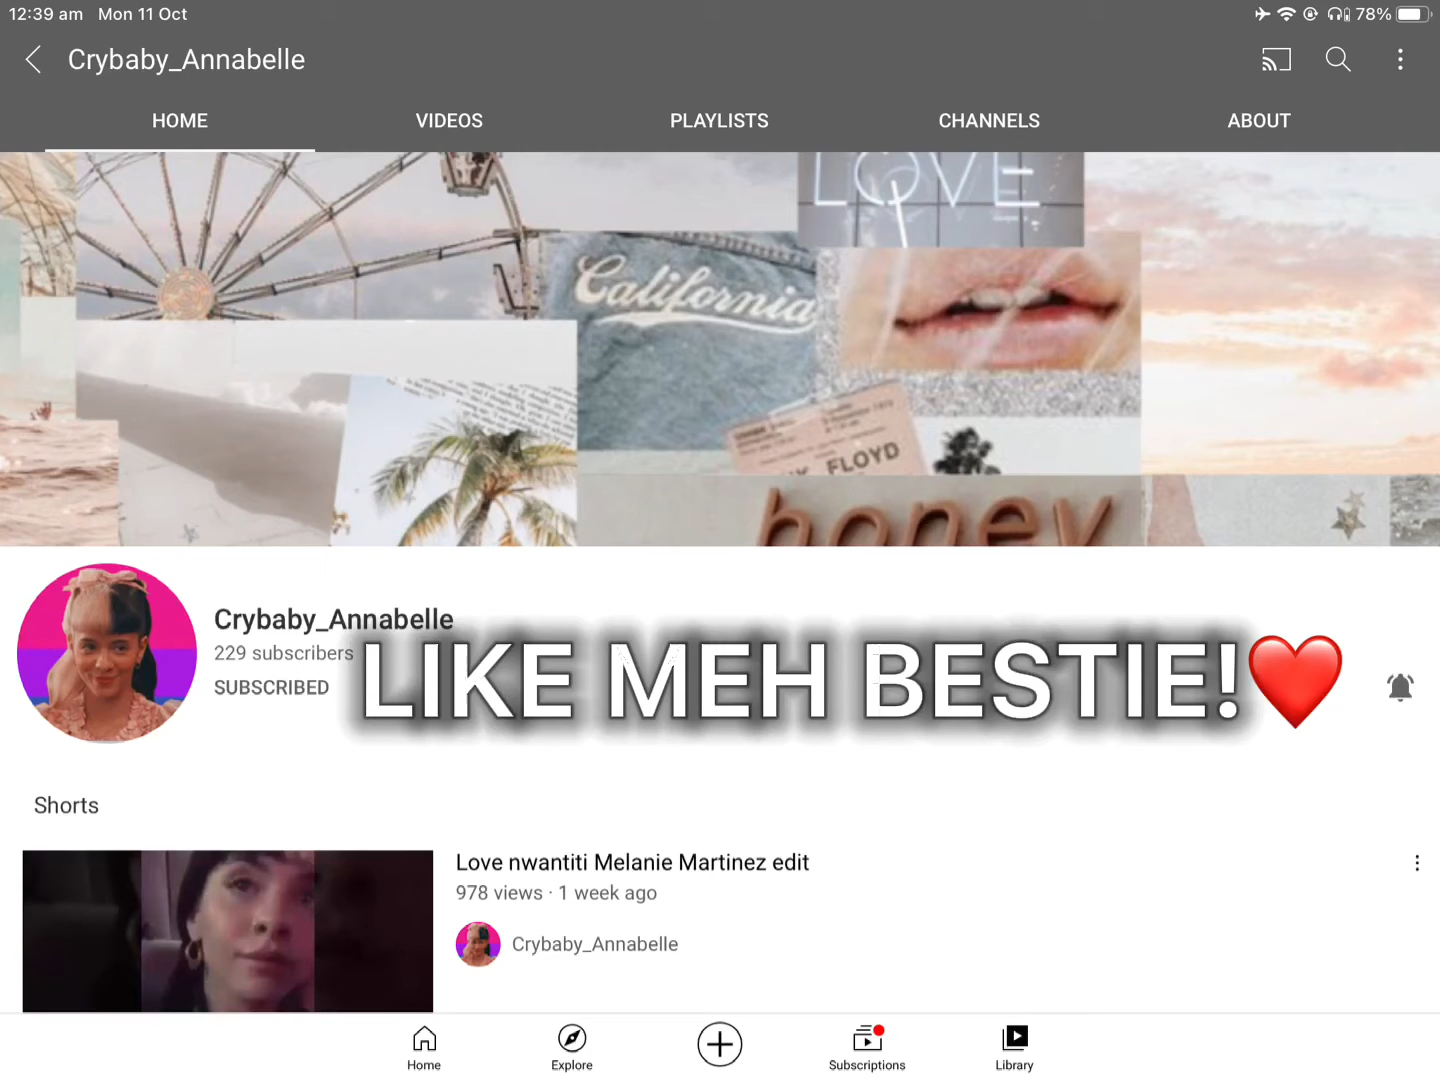 12:39 am Mon 11 Oct
78%
Crybaby_Annabelle
HOME VIDEOS PLAYLISTS CHANNELS ABOUT
LOVE
California
FLOYD
honey
Crybaby_Annabelle
229 subscribers
SUBSCRIBED
LIKE MEH BESTIE!❤️
Shorts
Love nwantiti Melanie Martinez edit
978 views · 1 week ago
Crybaby_Annabelle
Home Explore Subscriptions Library